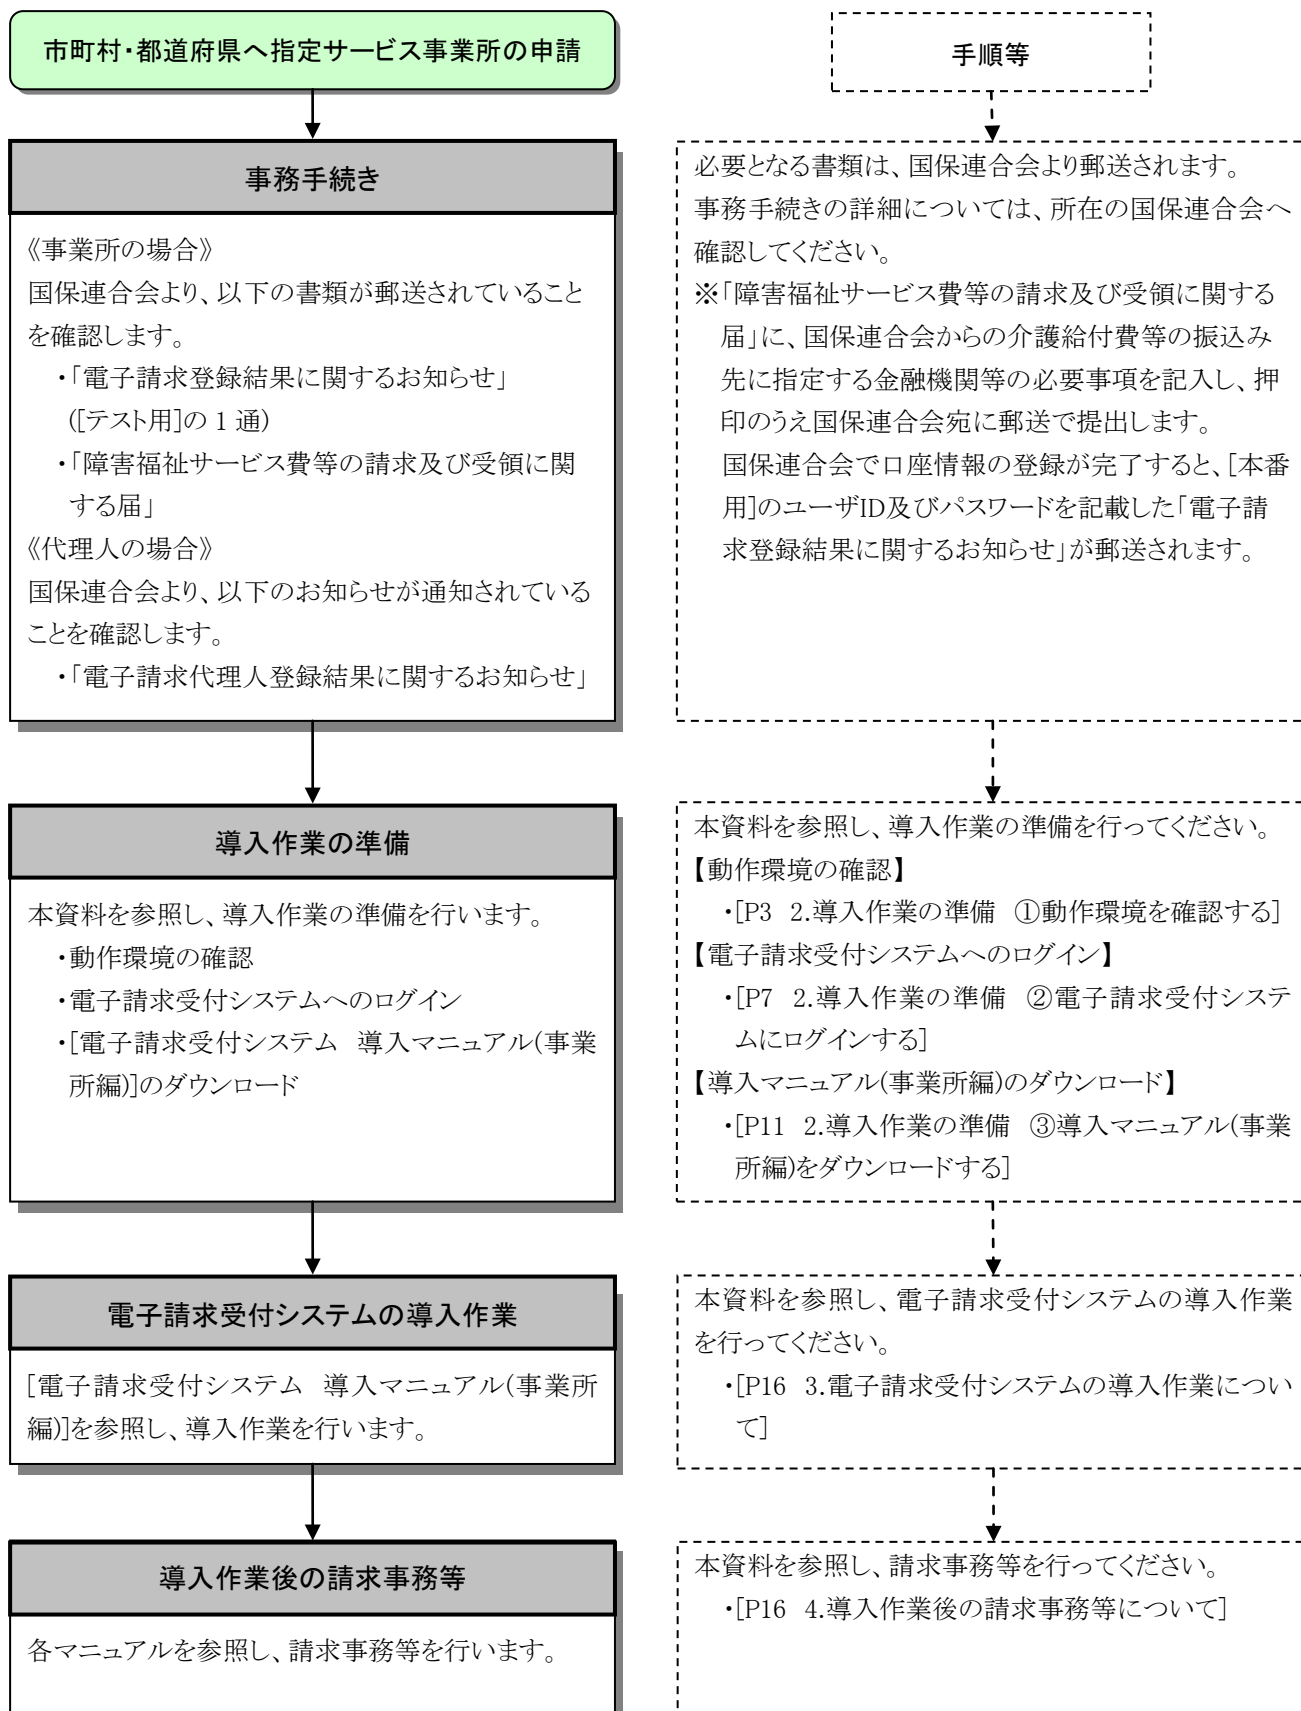 市町村・都道府県へ指定サービス事業所の申請
手順等
事務手続き
《事業所の場合》
国保連合会より、以下の書類が郵送されていること
を確認します。
・「電子請求登録結果に関するお知らせ」
([テスト用]の 1 通)
・「障害福祉サービス費等の請求及び受領に関
する届」
《代理人の場合》
国保連合会より、以下のお知らせが通知されている
ことを確認します。
・「電子請求代理人登録結果に関するお知らせ」
必要となる書類は、国保連合会より郵送されます。
事務手続きの詳細については、所在の国保連合会へ
確認してください。
※「障害福祉サービス費等の請求及び受領に関する
届」に、国保連合会からの介護給付費等の振込み
先に指定する金融機関等の必要事項を記入し、押
印のうえ国保連合会宛に郵送で提出します。
国保連合会で口座情報の登録が完了すると、[本番
用]のユーザID及びパスワードを記載した「電子請
求登録結果に関するお知らせ」が郵送されます。
導入作業の準備
本資料を参照し、導入作業の準備を行います。
・動作環境の確認
・電子請求受付システムへのログイン
・[電子請求受付システム 導入マニュアル(事業
所編)]のダウンロード
本資料を参照し、導入作業の準備を行ってください。
【動作環境の確認】
・[P3 2.導入作業の準備 ①動作環境を確認する]
【電子請求受付システムへのログイン】
・[P7 2.導入作業の準備 ②電子請求受付システ
ムにログインする]
【導入マニュアル(事業所編)のダウンロード】
・[P11 2.導入作業の準備 ③導入マニュアル(事業
所編)をダウンロードする]
電子請求受付システムの導入作業
[電子請求受付システム 導入マニュアル(事業所
編)]を参照し、導入作業を行います。
本資料を参照し、電子請求受付システムの導入作業
を行ってください。
・[P16 3.電子請求受付システムの導入作業につい
て]
導入作業後の請求事務等
各マニュアルを参照し、請求事務等を行います。
本資料を参照し、請求事務等を行ってください。
・[P16 4.導入作業後の請求事務等について]